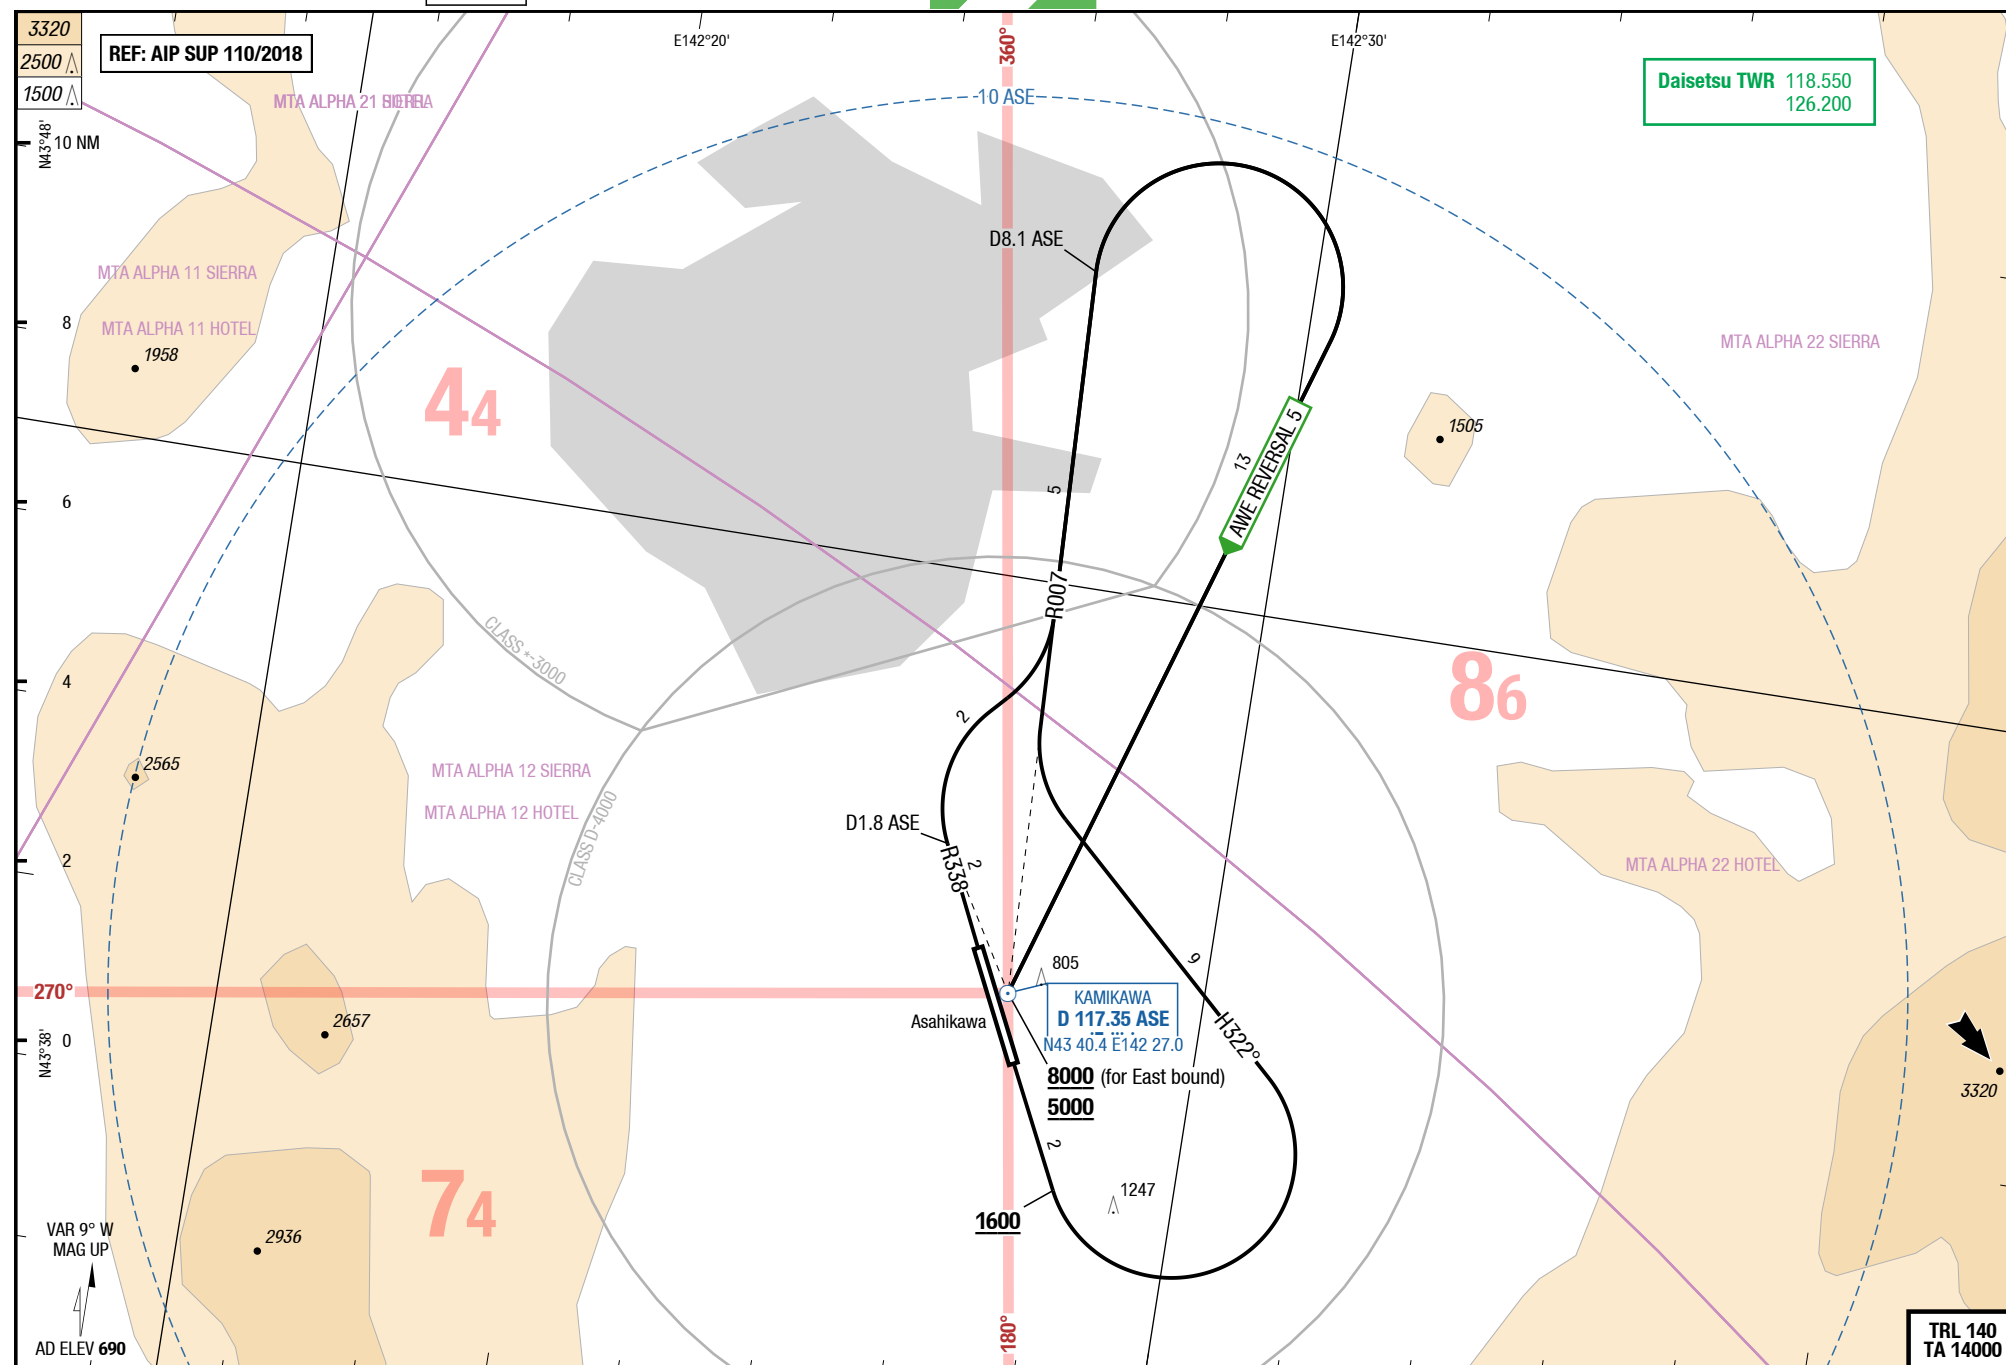 3320
2500
1500
REF: AIP SUP 110/2018
E142°20'
360°
E142°30'
Daisetsu TWR 118.550
126.200
MTA ALPHA 21 SIERRA
10 ASE
N43°48'
10 NM
D8.1 ASE
MTA ALPHA 11 SIERRA
MTA ALPHA 11 HOTEL
8
1958
MTA ALPHA 22 SIERRA
44
13
AWE REVERSAL 5
1505
5
6
R007
CLASS *-3000
86
4
2
2565
MTA ALPHA 12 SIERRA
MTA ALPHA 12 HOTEL
CLASS D-4000
D1.8 ASE
R338
2
2
MTA ALPHA 22 HOTEL
9
805
270°
KAMIKAWA
D 117.35 ASE
N43 40.4 E142 27.0
Asahikawa
2657
N43°38'
0
H322°
8000 (for East bound)
5000
3320
2
1247
1600
74
2936
VAR 9° W
MAG UP
AD ELEV 690
180°
TRL 140
TA 14000